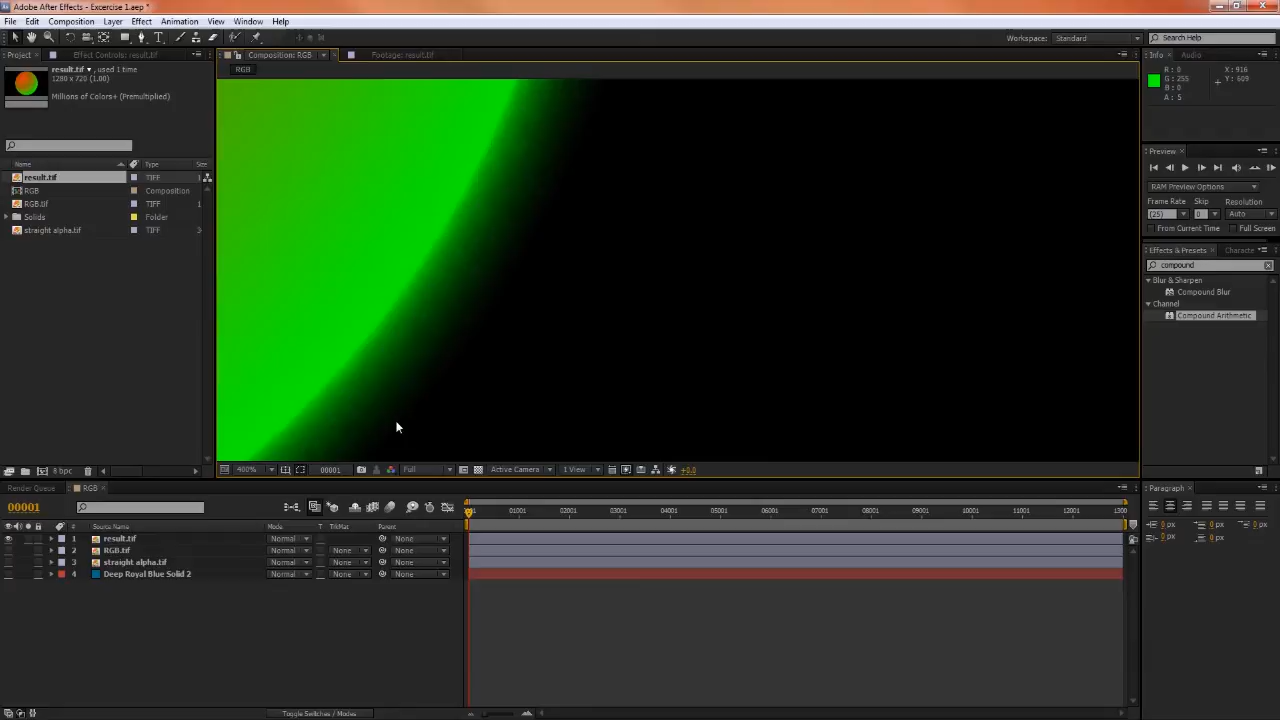 Adobe After Effects - Excercise 1.aep *
File Edit Composition Layer Effect Animation View Window Help
Workspace: Standard
Search Help
Project
Effect Controls: result.tif
Composition: RGB
Footage: result.tif
RGB
result.tif ▾, used 1 time
1280 x 720 (1.00)
Millions of Colors+ (Premultiplied)
Name Type Size
result.tif TIFF 1
RGB Composition
RGB.tif TIFF 1
Solids Folder
straight alpha.tif TIFF 3
8 bpc
400% 00001 Full Active Camera 1 View +0.0
Info Audio
R: 0 X: 916
G: 255 Y: 609
B: 0
A: 5
Preview
RAM Preview Options
Frame Rate Skip Resolution
(25) 0 Auto
From Current Time Full Screen
Effects & Presets Characte
compound
Blur & Sharpen
Compound Blur
Channel
Compound Arithmetic
Render Queue RGB
00001
01001 02001 03001 04001 05001 06001 07001 08001 09001 10001 11001 12001 1300
# Source Name Mode T TrkMat Parent
1 result.tif Normal None
2 RGB.tif Normal None None
3 straight alpha.tif Normal None None
4 Deep Royal Blue Solid 2 Normal None None
Toggle Switches / Modes
Paragraph
0 px 0 px 0 px
0 px 0 px